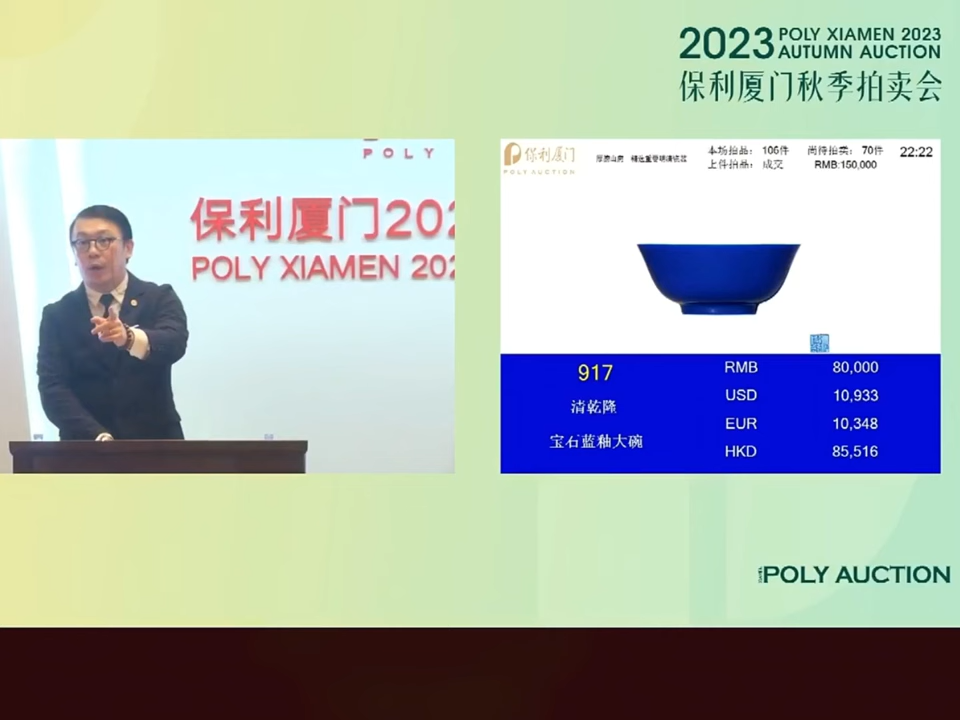 2023 POLY XIAMEN 2023
AUTUMN AUCTION
保利厦门秋季拍卖会
POLY
保利厦门202
POLY XIAMEN 202
保利厦门
POLY AUCTION
本场拍品： 106件 尚待拍卖： 70件 22:22
上件拍品： 成交 RMB:150,000
917
清乾隆
宝石蓝釉大碗
RMB 80,000
USD 10,933
EUR 10,348
HKD 85,516
POLY AUCTION